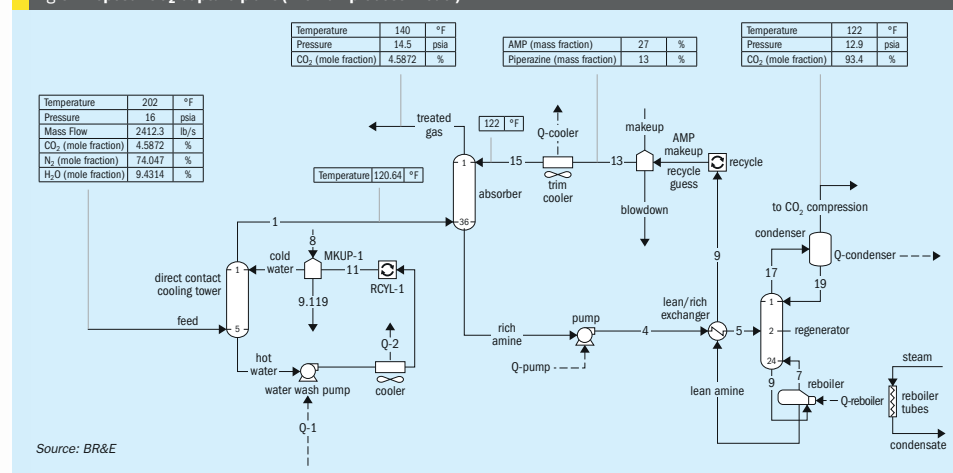 Temperature 140 °F
Pressure 14.5 psia
CO₂ (mole fraction) 4.5872 %
AMP (mass fraction) 27 %
Piperazine (mass fraction) 13 %
Temperature 122 °F
Pressure 12.9 psia
CO₂ (mole fraction) 93.4 %
Temperature 202 °F
Pressure 16 psia
Mass Flow 2412.3 lb/s
CO₂ (mole fraction) 4.5872 %
N₂ (mole fraction) 74.047 %
H₂O (mole fraction) 9.4314 %
treated
gas
122 °F
Q-cooler
makeup
AMP
makeup
recycle
1
15
13
recycle
guess
trim
cooler
absorber
Temperature 120.64 °F
blowdown
to CO₂ compression
1
36
condenser
8
cold
water
MKUP-1
9
17
Q-condenser
1
11
19
direct contact
cooling tower
RCYL-1
9.119
lean/rich
exchanger
1
feed
5
rich
amine
pump
4
5
2
regenerator
Q-2
24
hot
water
Q-pump
steam
9
7
reboiler
water wash pump
cooler
lean amine
Q-reboiler
reboiler
tubes
Q-1
condensate
Source: BR&E